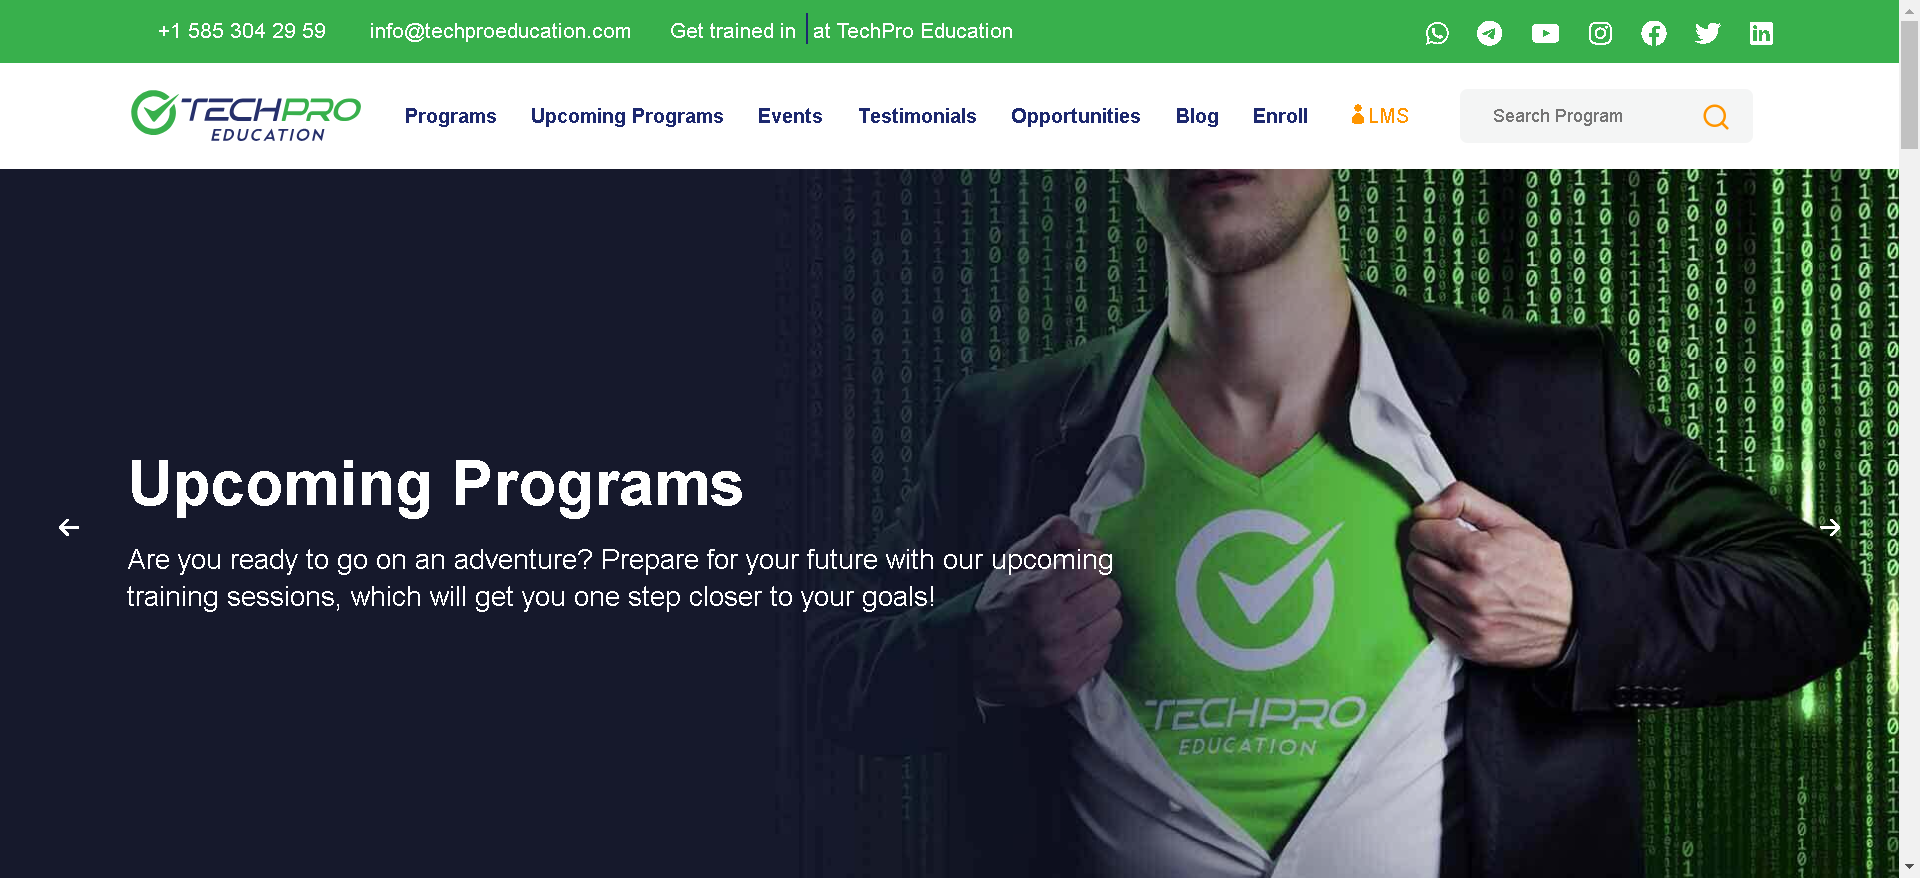 +1 585 304 29 59
info@techproeducation.com
Get trained in
at TechPro Education
TECHPRO
EDUCATION
Programs
Upcoming Programs
Events
Testimonials
Opportunities
Blog
Enroll
LMS
Search Program
Upcoming Programs
Are you ready to go on an adventure? Prepare for your future with our upcoming
training sessions, which will get you one step closer to your goals!
TECHPRO
EDUCATION